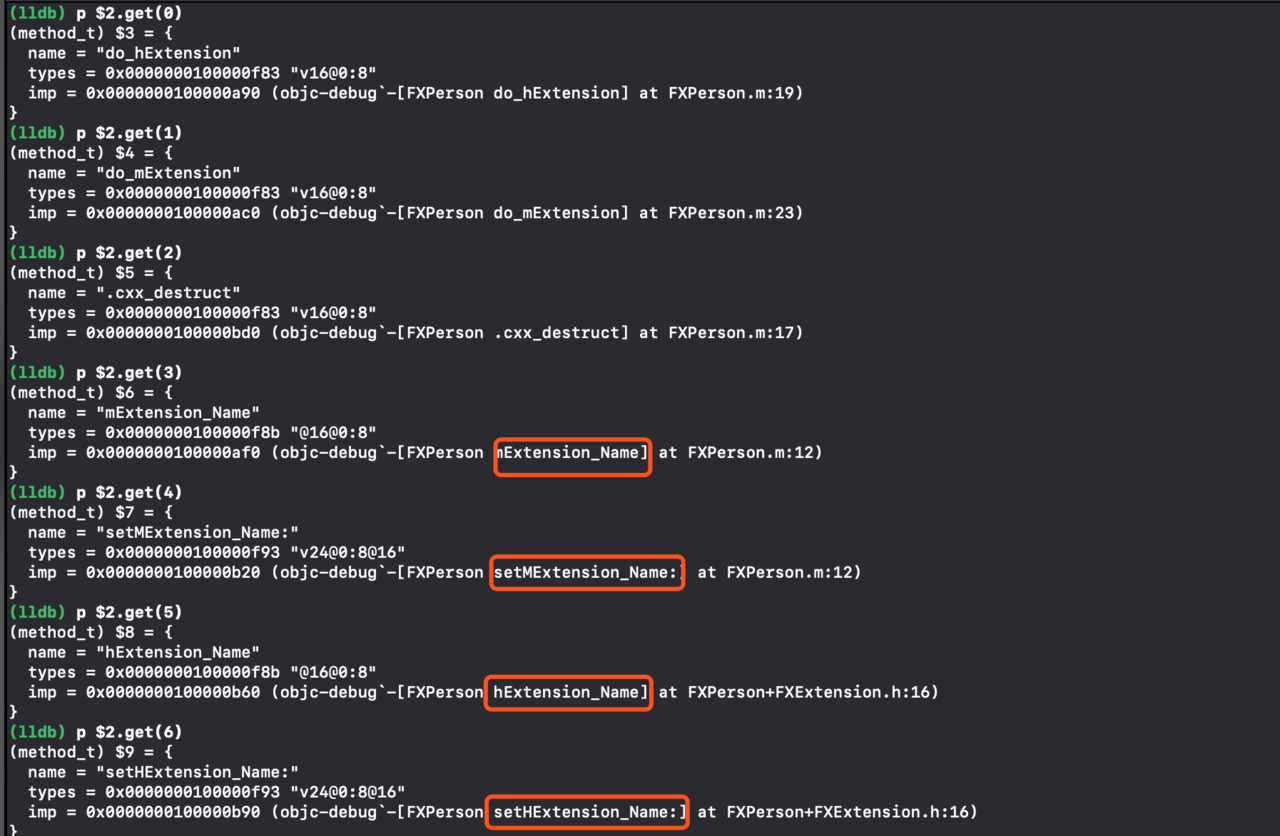 (lldb) p $2.get(0)
(method_t) $3 = {
  name = "do_hExtension"
  types = 0x0000000100000f83 "v16@0:8"
  imp = 0x0000000100000a90 (objc-debug`-[FXPerson do_hExtension] at FXPerson.m:19)
}
(lldb) p $2.get(1)
(method_t) $4 = {
  name = "do_mExtension"
  types = 0x0000000100000f83 "v16@0:8"
  imp = 0x0000000100000ac0 (objc-debug`-[FXPerson do_mExtension] at FXPerson.m:23)
}
(lldb) p $2.get(2)
(method_t) $5 = {
  name = ".cxx_destruct"
  types = 0x0000000100000f83 "v16@0:8"
  imp = 0x0000000100000bd0 (objc-debug`-[FXPerson .cxx_destruct] at FXPerson.m:17)
}
(lldb) p $2.get(3)
(method_t) $6 = {
  name = "mExtension_Name"
  types = 0x0000000100000f8b "@16@0:8"
  imp = 0x0000000100000af0 (objc-debug`-[FXPerson mExtension_Name] at FXPerson.m:12)
}
(lldb) p $2.get(4)
(method_t) $7 = {
  name = "setMExtension_Name:"
  types = 0x0000000100000f93 "v24@0:8@16"
  imp = 0x0000000100000b20 (objc-debug`-[FXPerson setMExtension_Name:] at FXPerson.m:12)
}
(lldb) p $2.get(5)
(method_t) $8 = {
  name = "hExtension_Name"
  types = 0x0000000100000f8b "@16@0:8"
  imp = 0x0000000100000b60 (objc-debug`-[FXPerson hExtension_Name] at FXPerson+FXExtension.h:16)
}
(lldb) p $2.get(6)
(method_t) $9 = {
  name = "setHExtension_Name:"
  types = 0x0000000100000f93 "v24@0:8@16"
  imp = 0x0000000100000b90 (objc-debug`-[FXPerson setHExtension_Name:] at FXPerson+FXExtension.h:16)
}